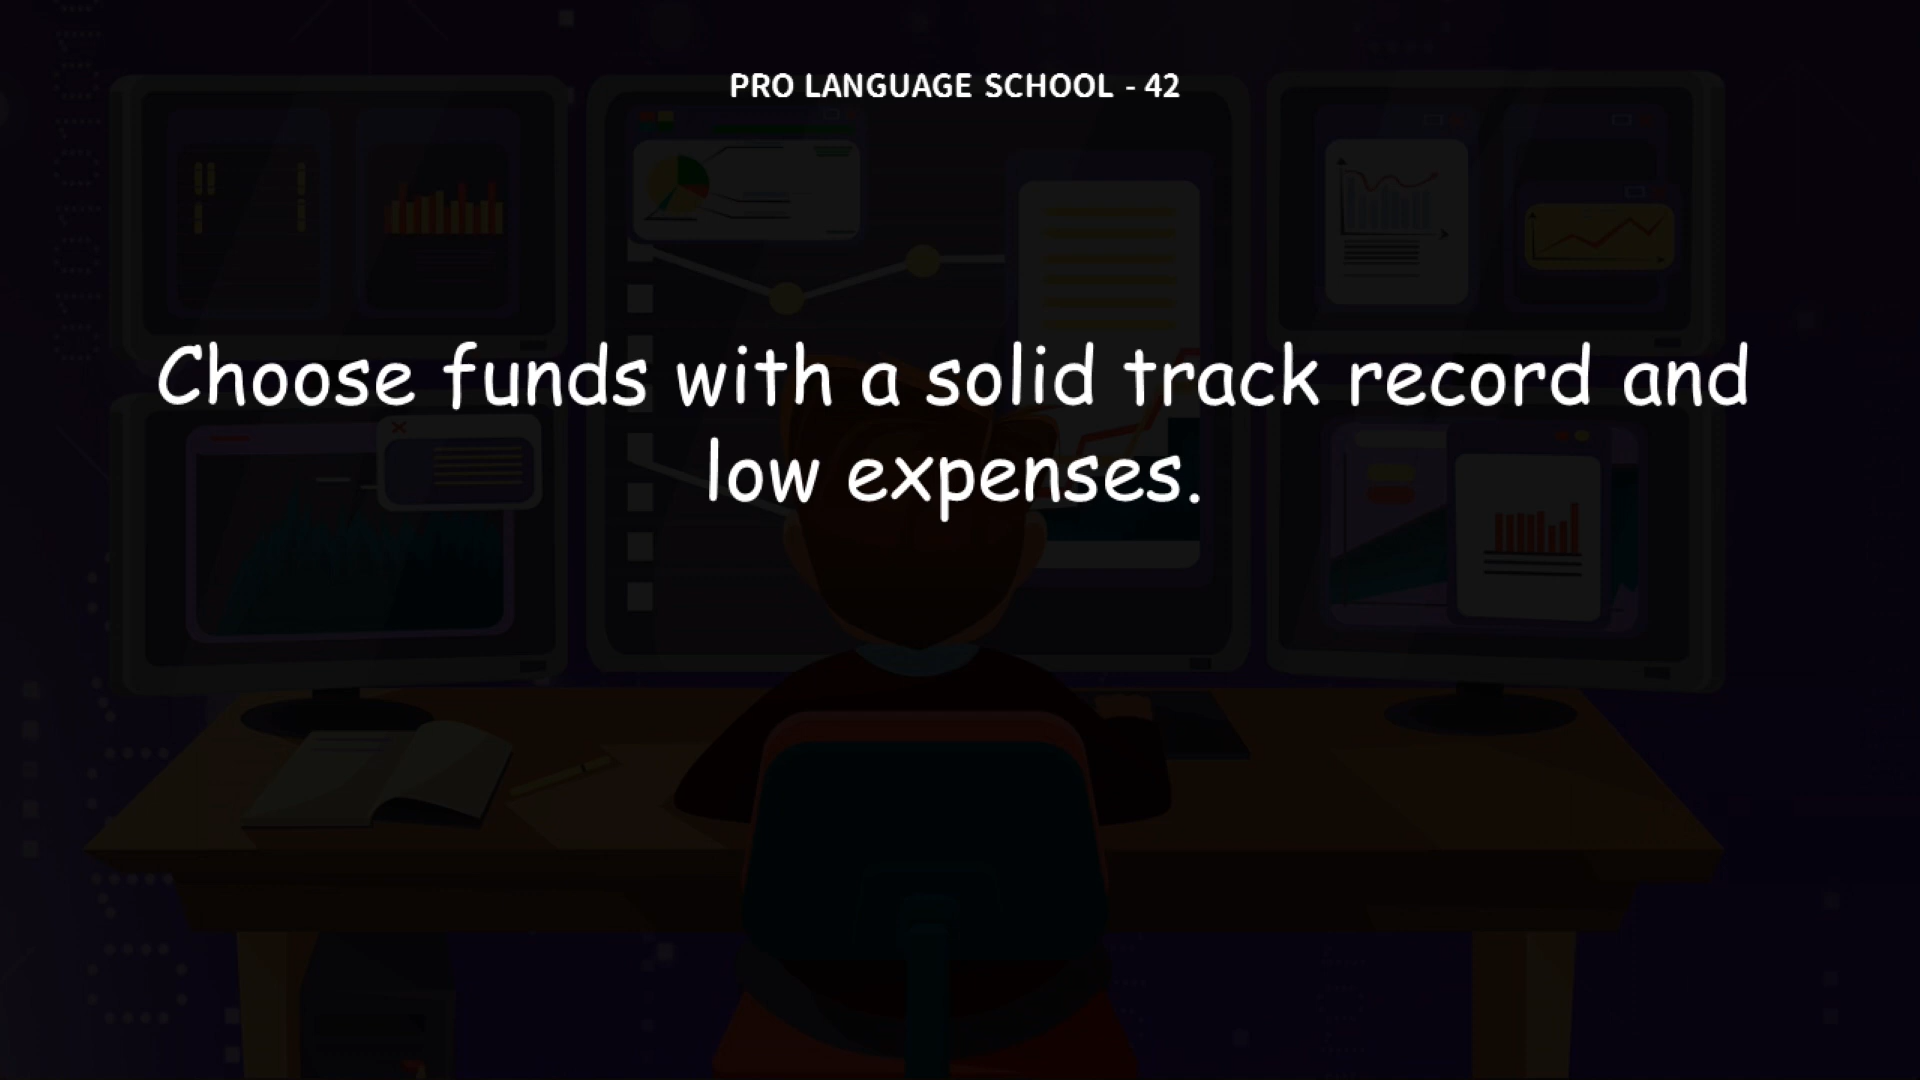 PRO LANGUAGE SCHOOL - 42
Choose funds with a solid track record and
low expenses.